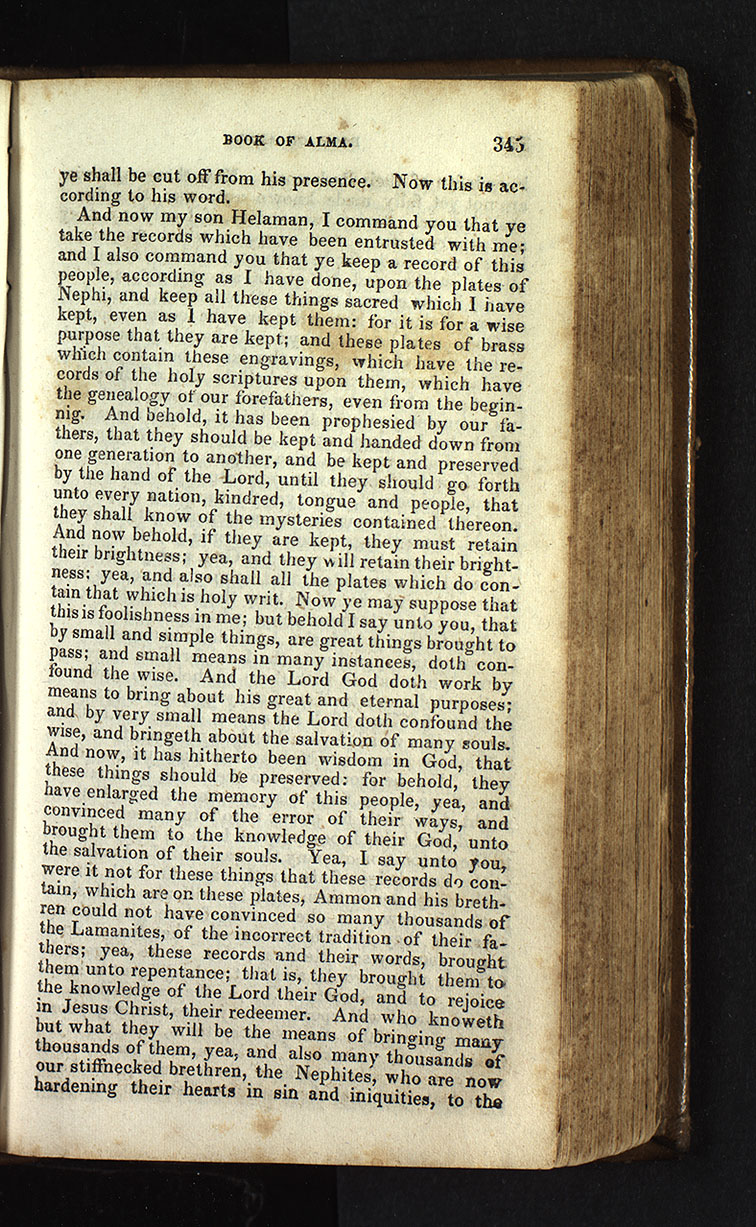 BOOK OF ALMA. 345
ye shall be cut off from his presence. Now this is ac-
cording to his word.
And now my son Helaman, I command you that ye
take the records which have been entrusted with me;
and I also command you that ye keep a record of this
people, according as I have done, upon the plates of
Nephi, and keep all these things sacred which I have
kept, even as I have kept them: for it is for a wise
purpose that they are kept; and these plates of brass
which contain these engravings, which have the re-
cords of the holy scriptures upon them, which have
the genealogy of our forefathers, even from the begin-
nig. And behold, it has been prophesied by our fa-
thers, that they should be kept and handed down from
one generation to another, and be kept and preserved
by the hand of the Lord, until they should go forth
unto every nation, kindred, tongue and people, that
they shall know of the mysteries contained thereon.
And now behold, if they are kept, they must retain
their brightness; yea, and they will retain their bright-
ness: yea, and also shall all the plates which do con-
tain that which is holy writ. Now ye may suppose that
this is foolishness in me; but behold I say unto you, that
by small and simple things, are great things brought to
pass; and small means in many instances, doth con-
found the wise. And the Lord God doth work by
means to bring about his great and eternal purposes;
and by very small means the Lord doth confound the
wise, and bringeth about the salvation of many souls.
And now, it has hitherto been wisdom in God, that
these things should be preserved: for behold, they
have enlarged the memory of this people, yea, and
convinced many of the error of their ways, and
brought them to the knowledge of their God, unto
the salvation of their souls. Yea, I say unto you,
were it not for these things that these records do con-
tain, which are on these plates, Ammon and his breth-
ren could not have convinced so many thousands of
the Lamanites, of the incorrect tradition of their fa-
thers; yea, these records and their words, brought
them unto repentance; that is, they brought them to
the knowledge of the Lord their God, and to rejoice
in Jesus Christ, their redeemer. And who knoweth
but what they will be the means of bringing many
thousands of them, yea, and also many thousands of
our stiffnecked brethren, the Nephites, who are now
hardening their hearts in sin and iniquities, to the